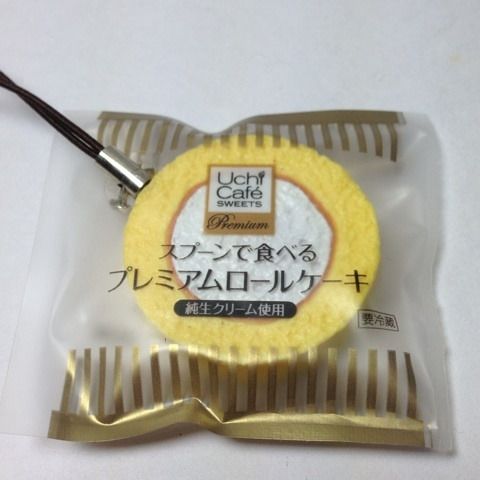 Uchi
Café
SWEETS
Premium
スプーンで食べる
プレミアムロールケーキ
純生クリーム使用
要冷蔵